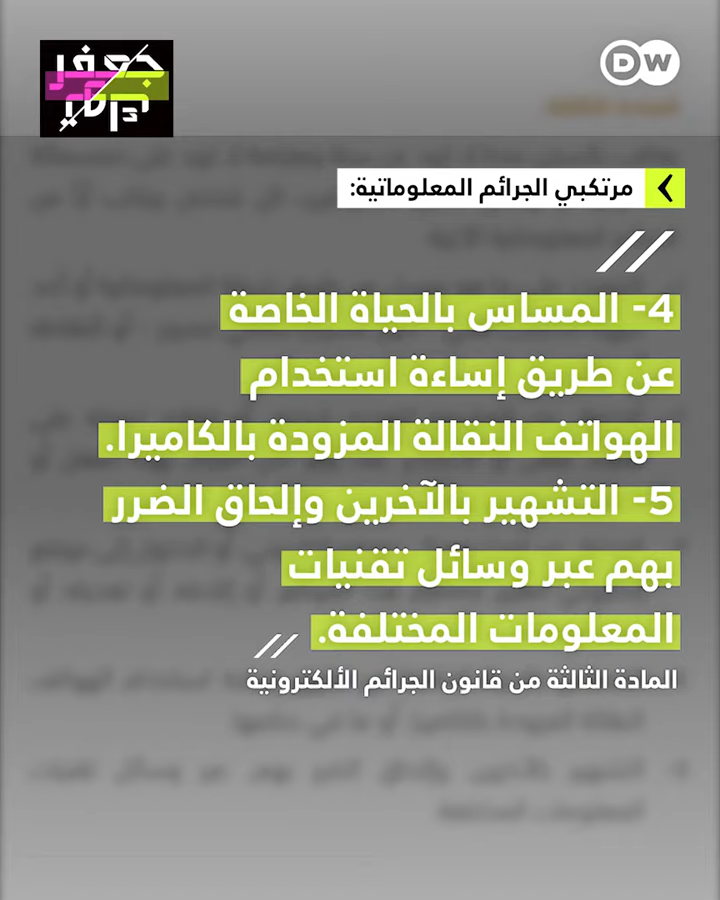 جعفر توك
DW
مرتكبي الجرائم المعلوماتية:
4- المساس بالحياة الخاصة
عن طريق إساءة استخدام
الهواتف النقالة المزودة بالكاميرا.
5- التشهير بالآخرين وإلحاق الضرر
بهم عبر وسائل تقنيات
المعلومات المختلفة.
المادة الثالثة من قانون الجرائم الألكترونية